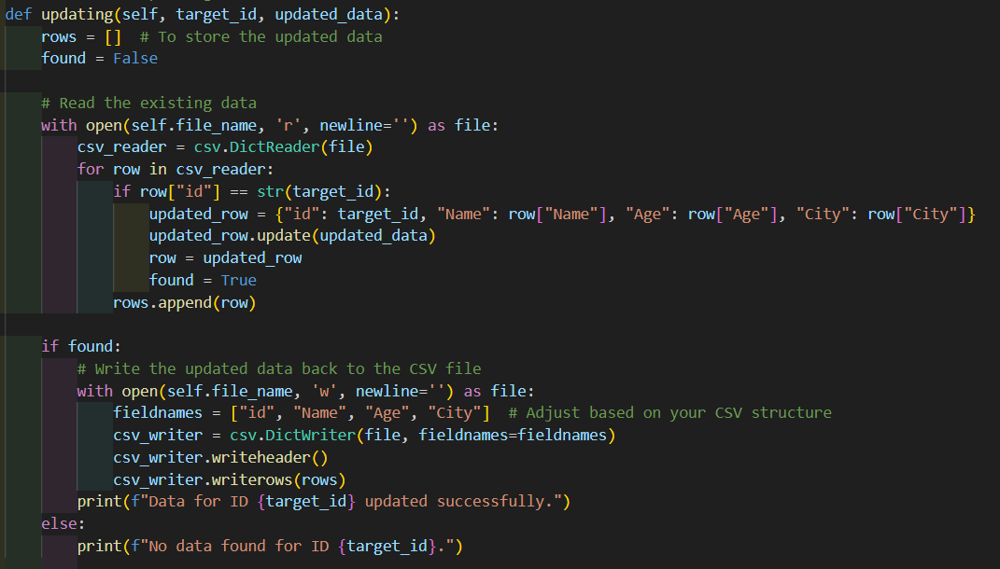 def updating(self, target_id, updated_data):
    rows = []  # To store the updated data
    found = False
    # Read the existing data
    with open(self.file_name, 'r', newline='') as file:
        csv_reader = csv.DictReader(file)
        for row in csv_reader:
            if row["id"] == str(target_id):
                updated_row = {"id": target_id, "Name": row["Name"], "Age": row["Age"], "City": row["City"]}
                updated_row.update(updated_data)
                row = updated_row
                found = True
            rows.append(row)
    if found:
        # Write the updated data back to the CSV file
        with open(self.file_name, 'w', newline='') as file:
            fieldnames = ["id", "Name", "Age", "City"]  # Adjust based on your CSV structure
            csv_writer = csv.DictWriter(file, fieldnames=fieldnames)
            csv_writer.writeheader()
            csv_writer.writerows(rows)
        print(f"Data for ID {target_id} updated successfully.")
    else:
        print(f"No data found for ID {target_id}.")